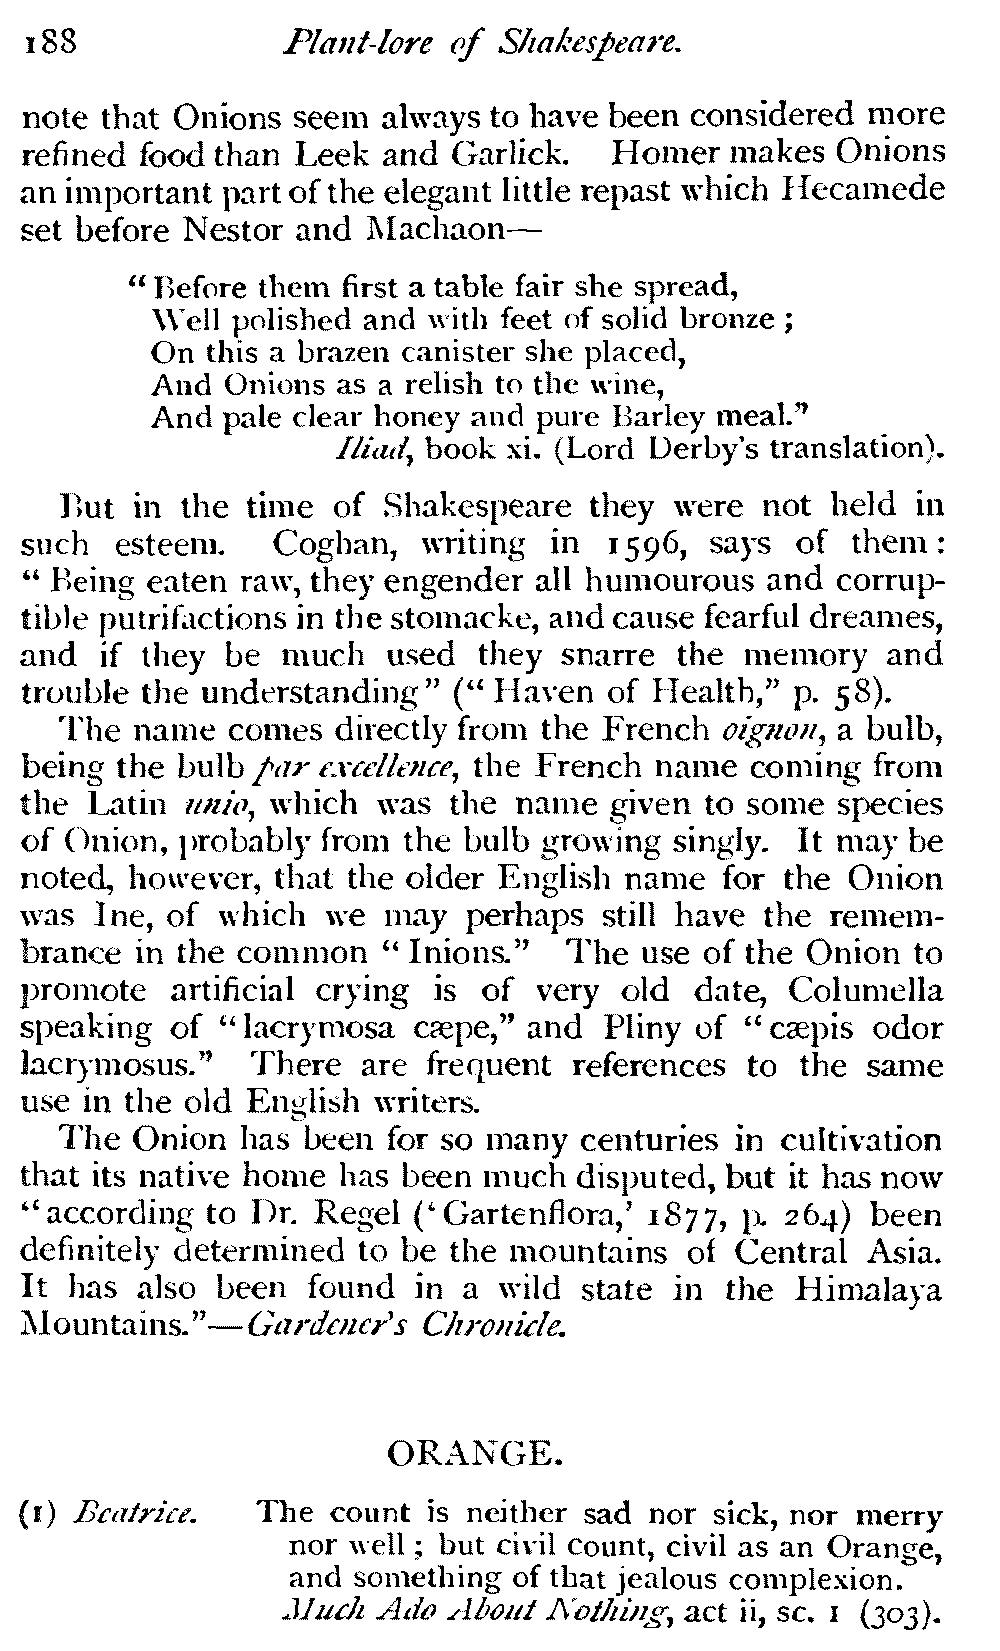 188 Plant-lore of Shakespeare.
note that Onions seem always to have been considered more
refined food than Leek and Garlick. Homer makes Onions
an important part of the elegant little repast which Hecamede
set before Nestor and Machaon—
“Before them first a table fair she spread,
Well polished and with feet of solid bronze ;
On this a brazen canister she placed,
And Onions as a relish to the wine,
And pale clear honey and pure Barley meal.”
Iliad, book xi. (Lord Derby's translation).
But in the time of Shakespeare they were not held in
such esteem. Coghan, writing in 1596, says of them :
“Being eaten raw, they engender all humourous and corrup-
tible putrifactions in the stomacke, and cause fearful dreames,
and if they be much used they snarre the memory and
trouble the understanding” (“Haven of Health,” p. 58).
The name comes directly from the French oignon, a bulb,
being the bulb par excellence, the French name coming from
the Latin unio, which was the name given to some species
of Onion, probably from the bulb growing singly. It may be
noted, however, that the older English name for the Onion
was Ine, of which we may perhaps still have the remem-
brance in the common “Inions.” The use of the Onion to
promote artificial crying is of very old date, Columella
speaking of “lacrymosa cæpe,” and Pliny of “cæpis odor
lacrymosus.” There are frequent references to the same
use in the old English writers.
The Onion has been for so many centuries in cultivation
that its native home has been much disputed, but it has now
“according to Dr. Regel (‘Gartenflora,’ 1877, p. 264) been
definitely determined to be the mountains of Central Asia.
It has also been found in a wild state in the Himalaya
Mountains.”—Gardener's Chronicle.
ORANGE.
(1) Beatrice. The count is neither sad nor sick, nor merry
nor well ; but civil count, civil as an Orange,
and something of that jealous complexion.
Much Ado About Nothing, act ii, sc. 1 (303).